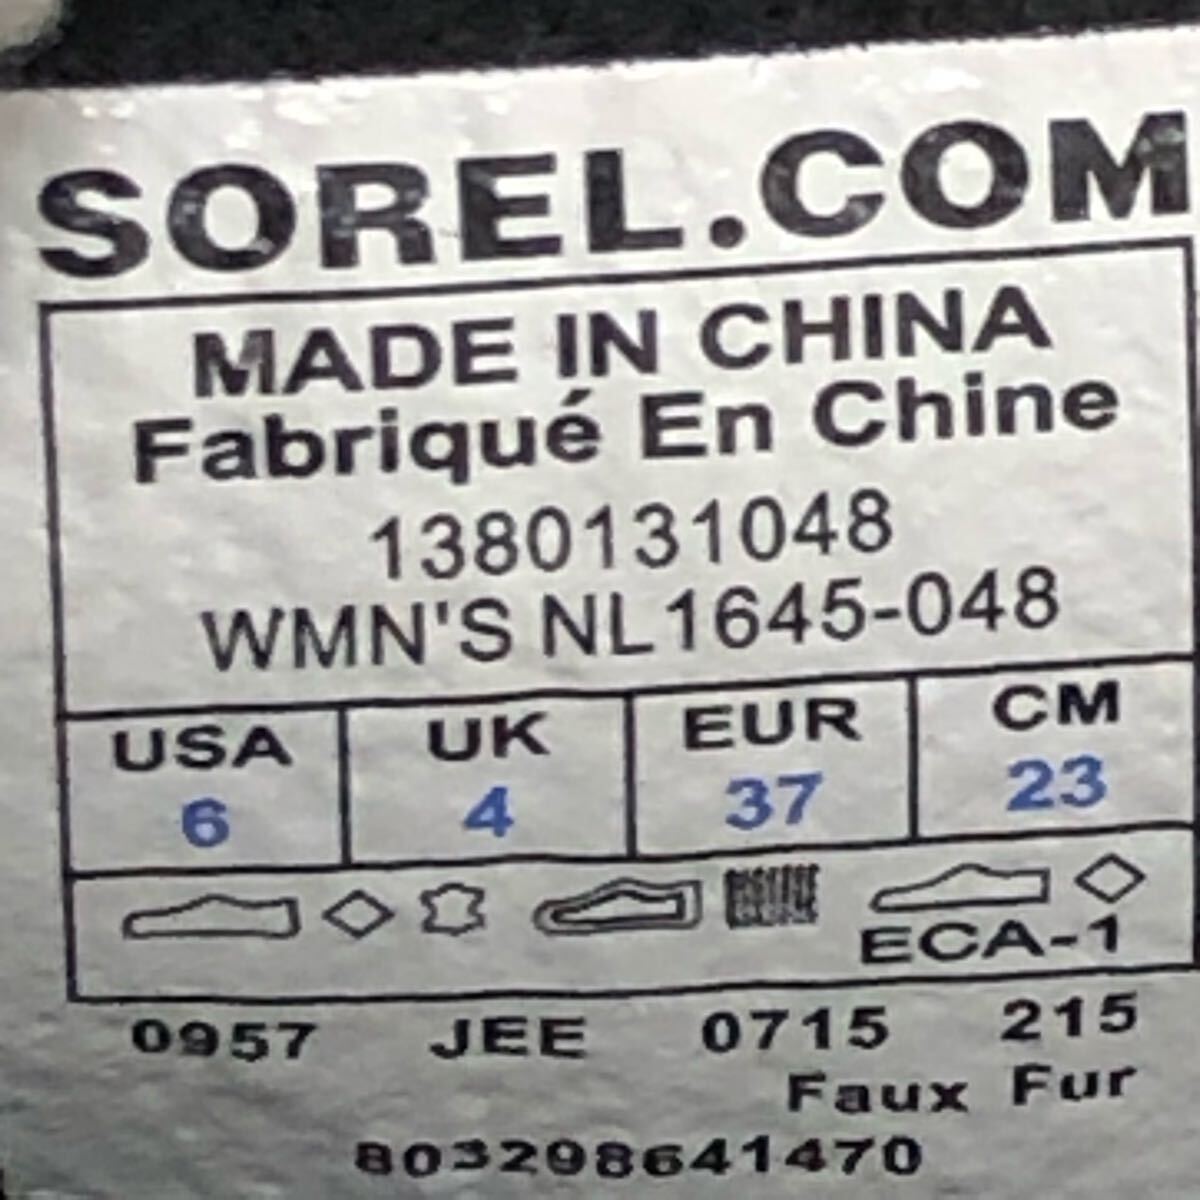 SOREL.COM
MADE IN CHINA
Fabriqué En Chine
1380131048
WMN'S NL1645-048
USA UK EUR CM
6 4 37 23
ECA-1
0957 JEE 0715 215
Faux Fur
803298641470